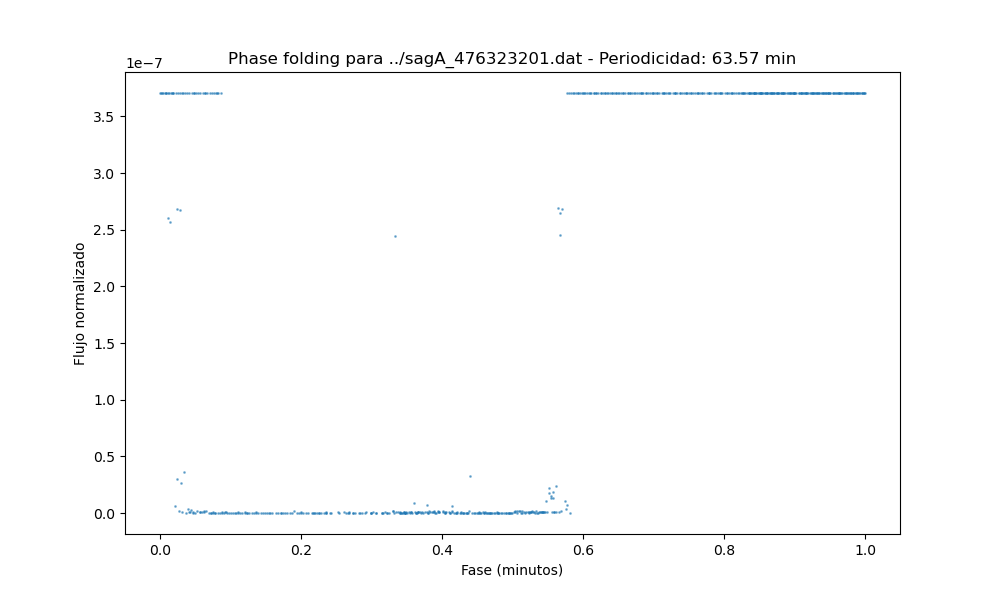 Phase folding para ../sagA_476323201.dat - Periodicidad: 63.57 min
1e−7
3.5
3.0
2.5
2.0
1.5
1.0
0.5
0.0
Flujo normalizado
0.0 0.2 0.4 0.6 0.8 1.0
Fase (minutos)